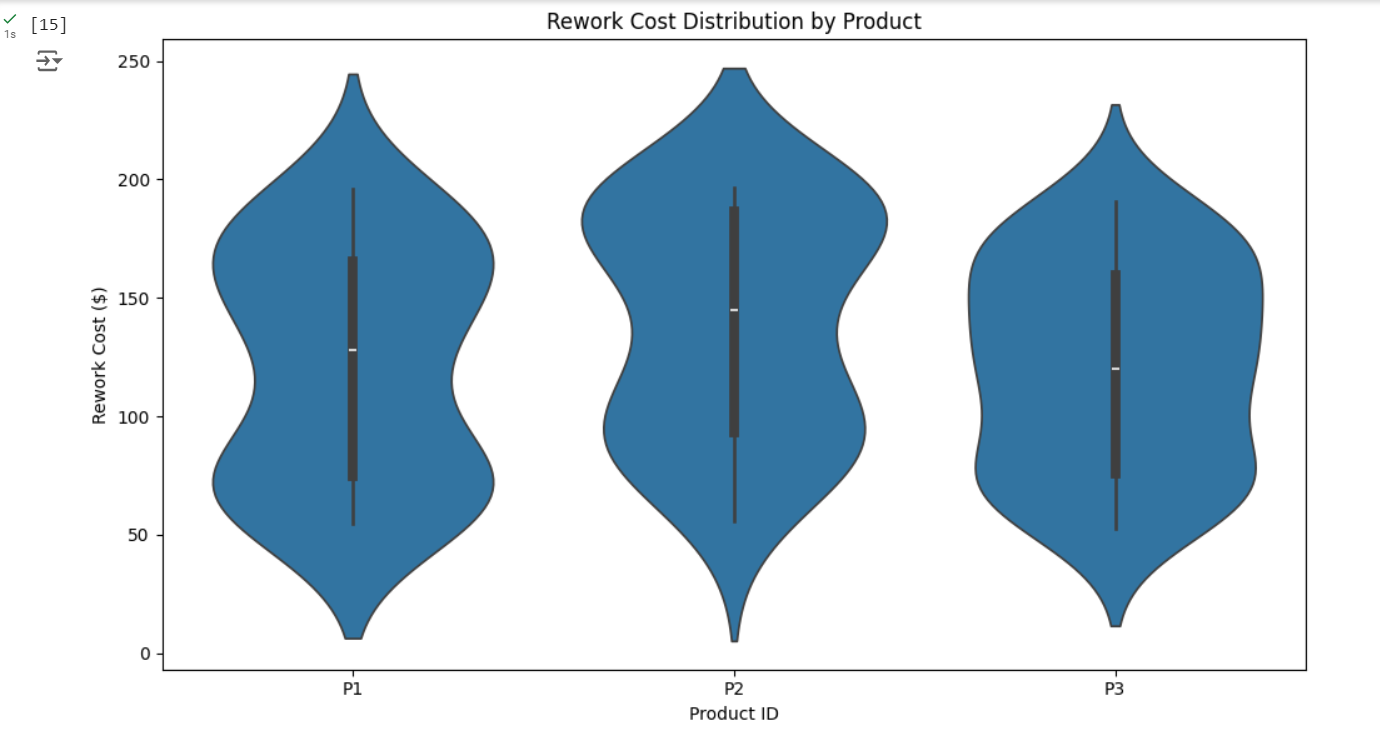 [15]
1s
Rework Cost Distribution by Product
250
200
150
100
50
0
Rework Cost ($)
P1
P2
P3
Product ID